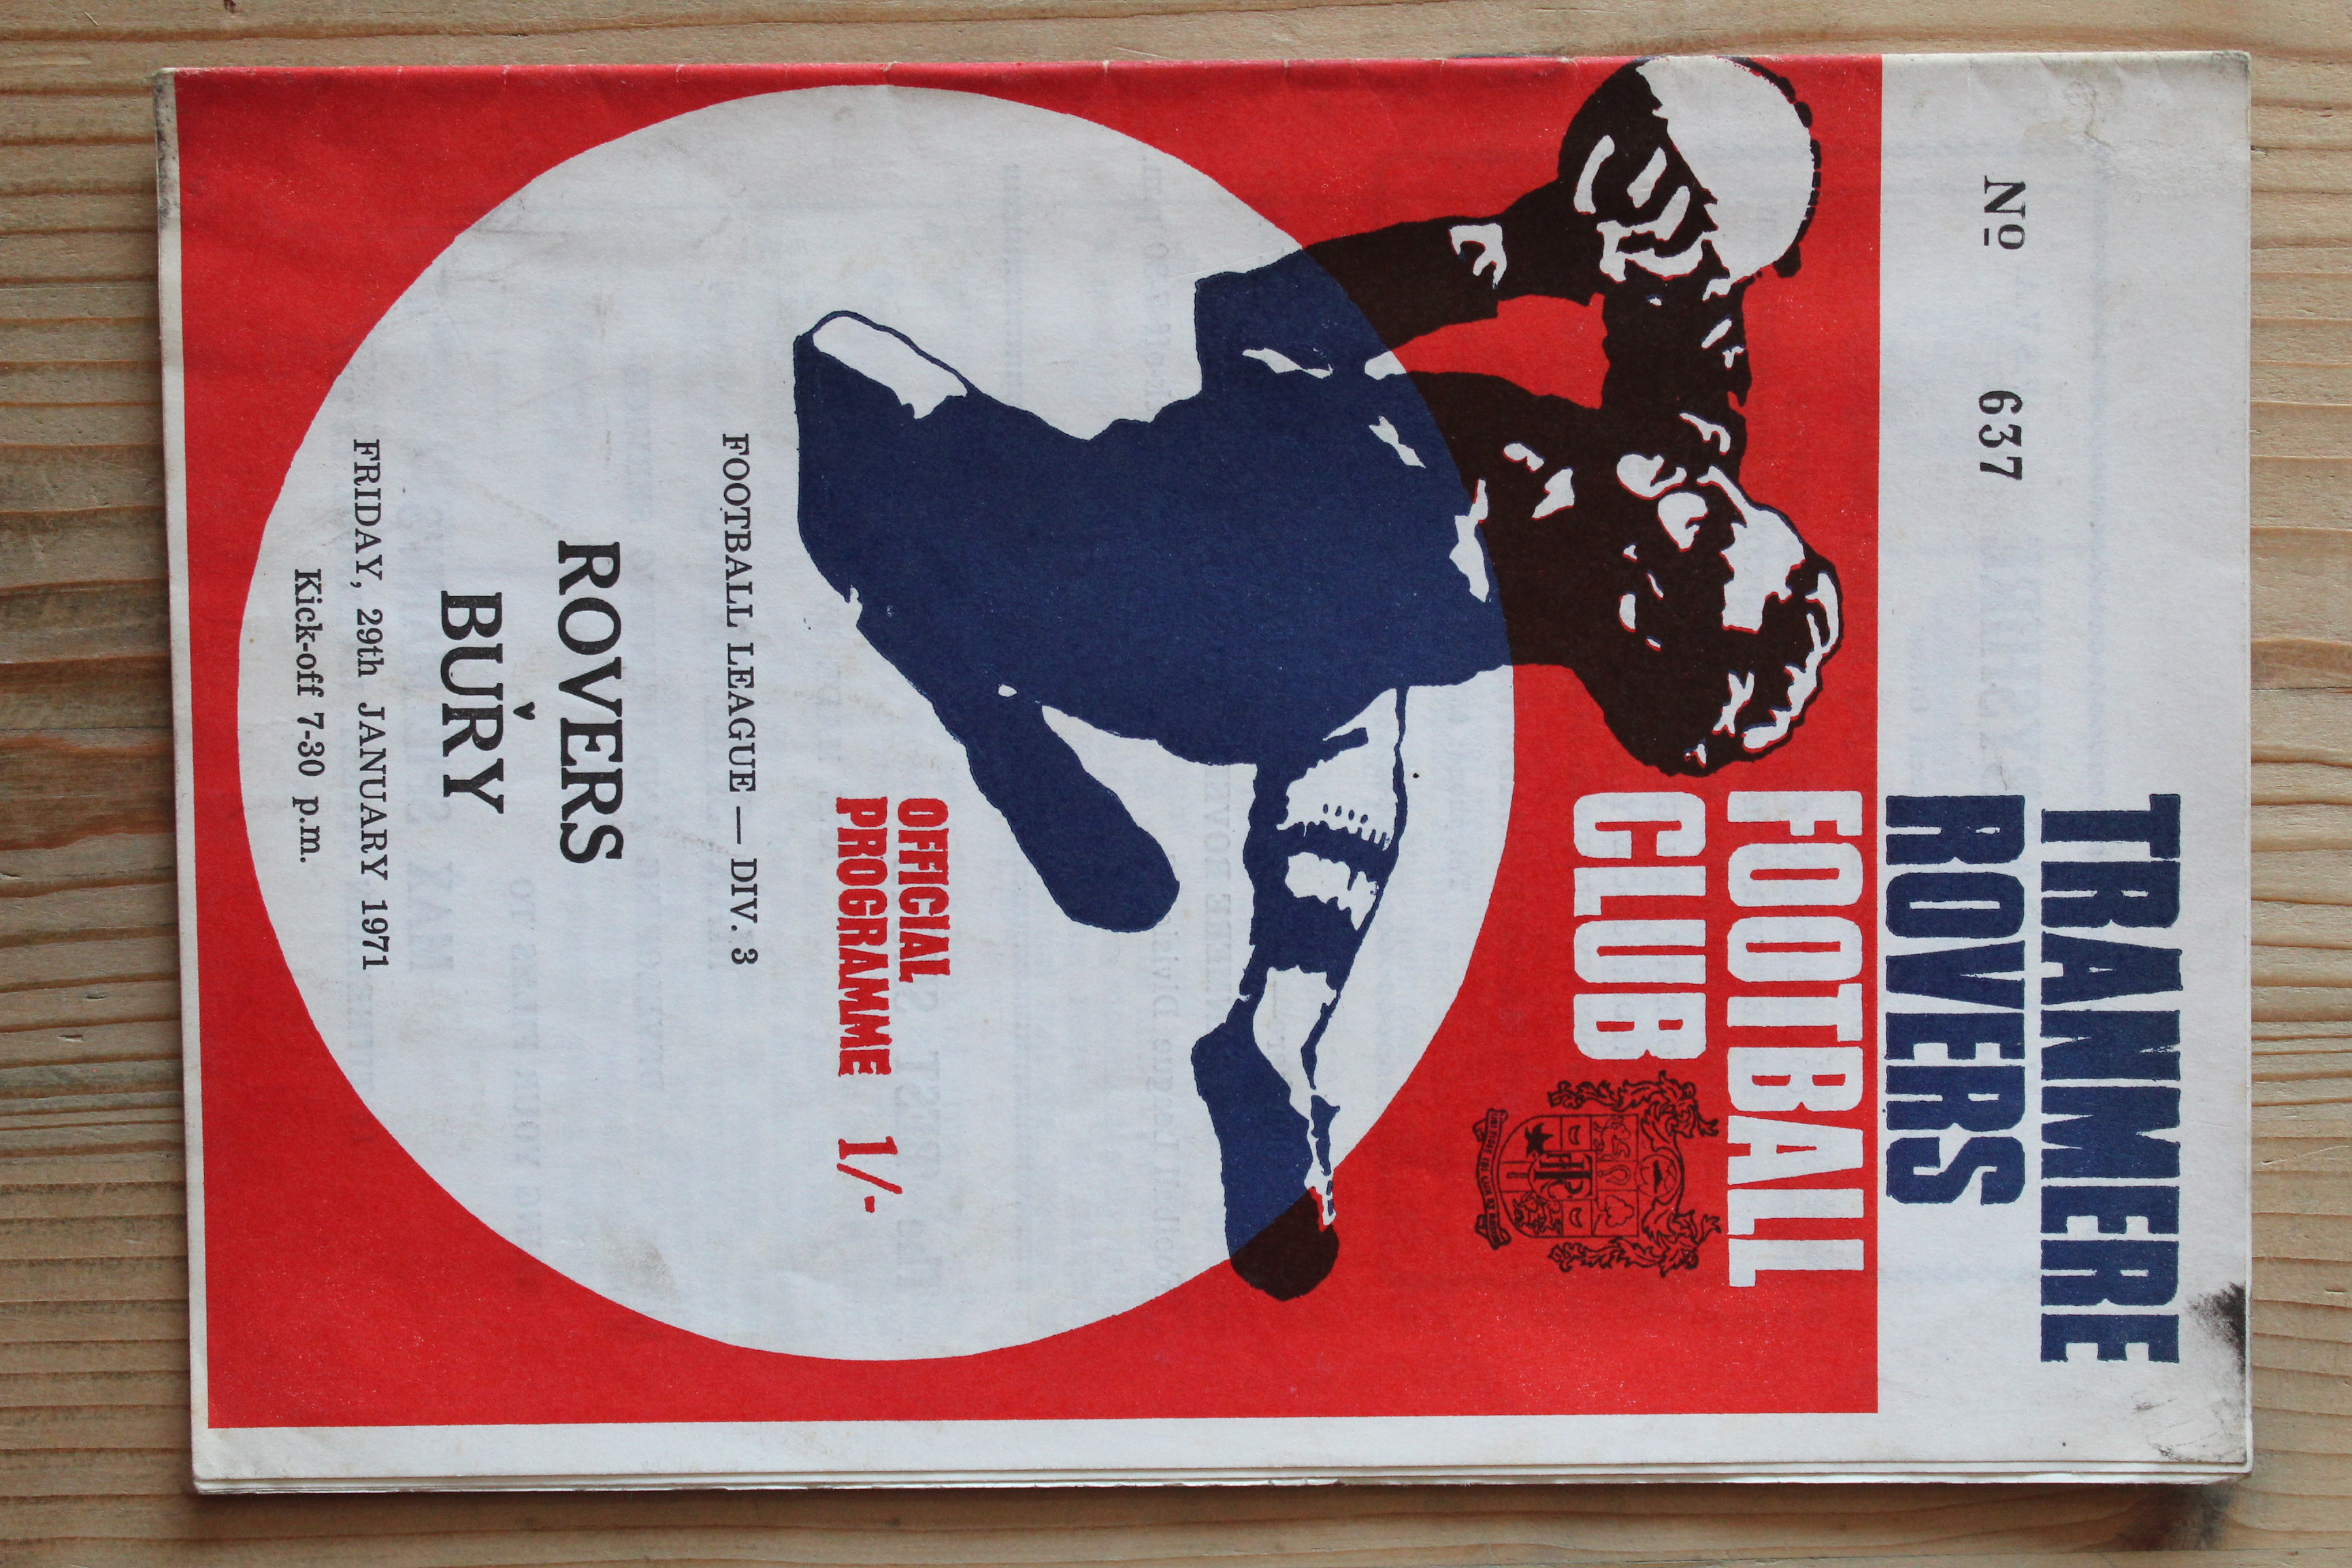 TRANMERE
ROVERS
Nº 637
FOOTBALL
CLUB
OFFICIAL
PROGRAMME 1/-
FOOTBALL LEAGUE — DIV. 3
ROVERS
BURY
FRIDAY, 29th JANUARY 1971
Kick-off 7-30 p.m.